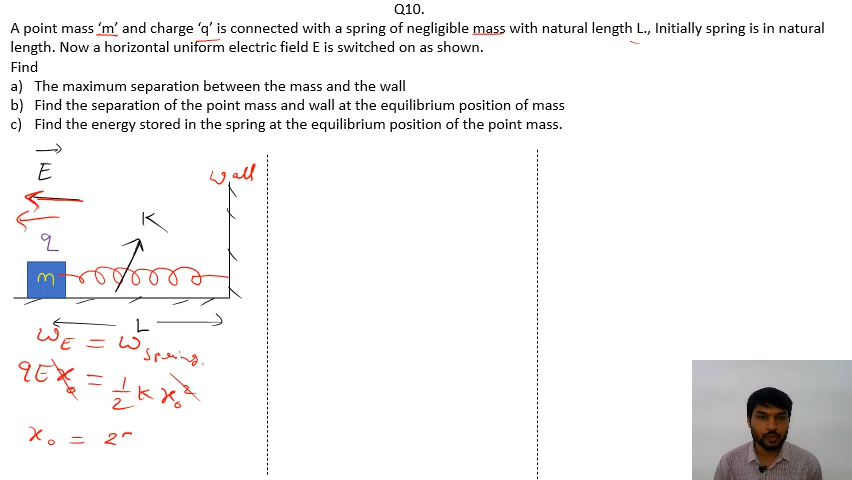 Q10.
A point mass ‘m’ and charge ‘q’ is connected with a spring of negligible mass with natural length L., Initially spring is in natural
length. Now a horizontal uniform electric field E is switched on as shown.
Find
a) The maximum separation between the mass and the wall
b) Find the separation of the point mass and wall at the equilibrium position of mass
c) Find the energy stored in the spring at the equilibrium position of the point mass.
E
Wall
K
q
m
L
W_E = W_spring.
qEx₀ = 1/2 K x₀²
x₀ = 2